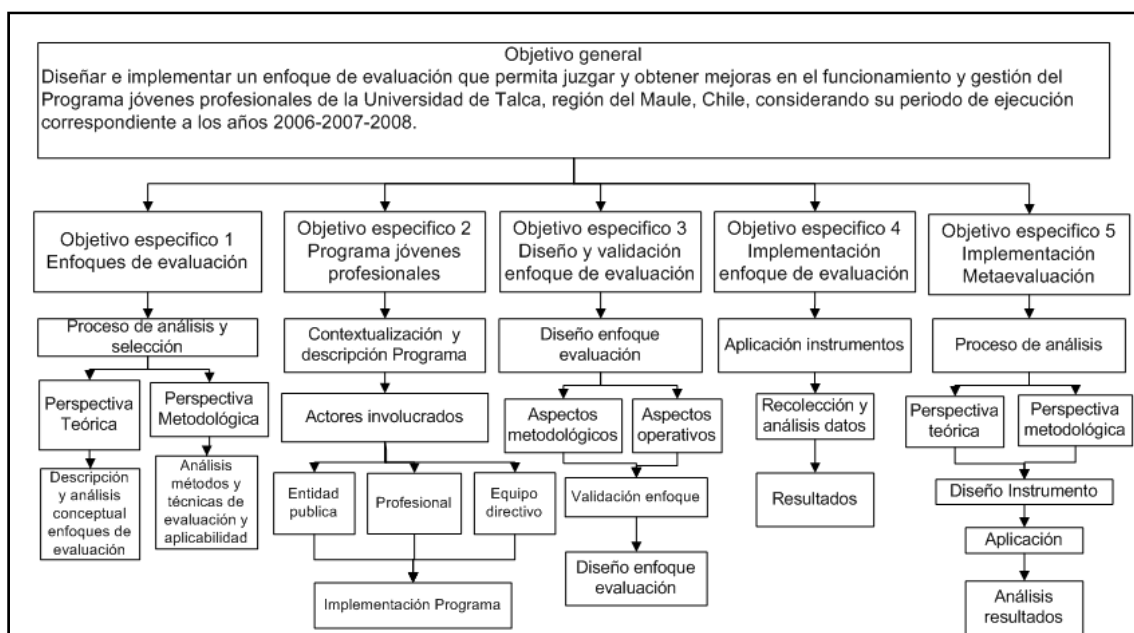 Objetivo general
Diseñar e implementar un enfoque de evaluación que permita juzgar y obtener mejoras en el funcionamiento y gestión del
Programa jóvenes profesionales de la Universidad de Talca, región del Maule, Chile, considerando su periodo de ejecución
correspondiente a los años 2006-2007-2008.
Objetivo especifico 1
Enfoques de evaluación
Proceso de análisis y
selección
Perspectiva
Teórica
Descripción
y análisis
conceptual
enfoques de
evaluación
Perspectiva
Metodológica
Análisis
métodos y
técnicas de
evaluación y
aplicabilidad
Objetivo especifico 2
Programa jóvenes
profesionales
Contextualización y
descripción Programa
Actores involucrados
Entidad
publica
Profesional
Equipo
directivo
Implementación Programa
Objetivo especifico 3
Diseño y validación
enfoque de evaluación
Diseño enfoque
evaluación
Aspectos
metodológicos
Aspectos
operativos
Validación enfoque
Diseño enfoque
evaluación
Objetivo especifico 4
Implementación
enfoque de evaluación
Aplicación instrumentos
Recolección y
análisis datos
Resultados
Objetivo especifico 5
Implementación
Metaevaluación
Proceso de análisis
Perspectiva
teórica
Perspectiva
metodológica
Diseño Instrumento
Aplicación
Análisis
resultados